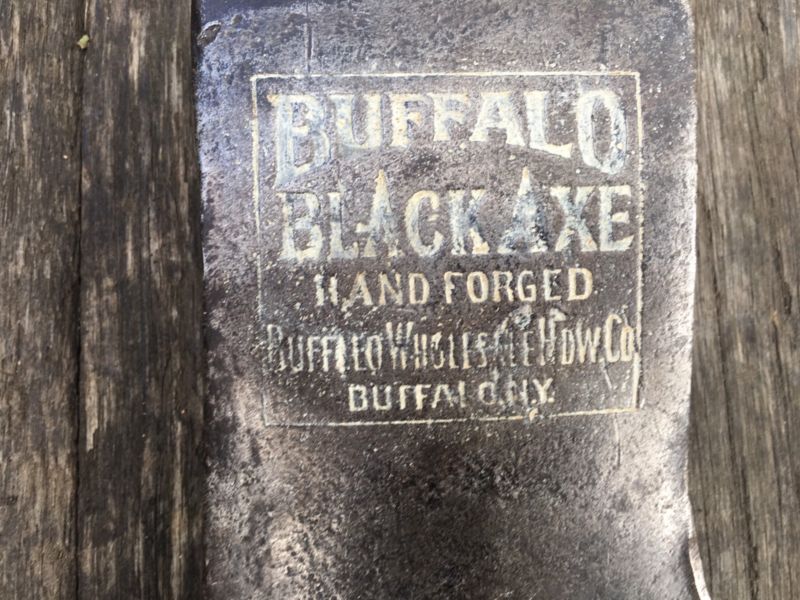 BUFFALO
BLACK AXE
HAND FORGED
BUFFALO WHOLESALE HDW. CO
BUFFALO, N.Y.